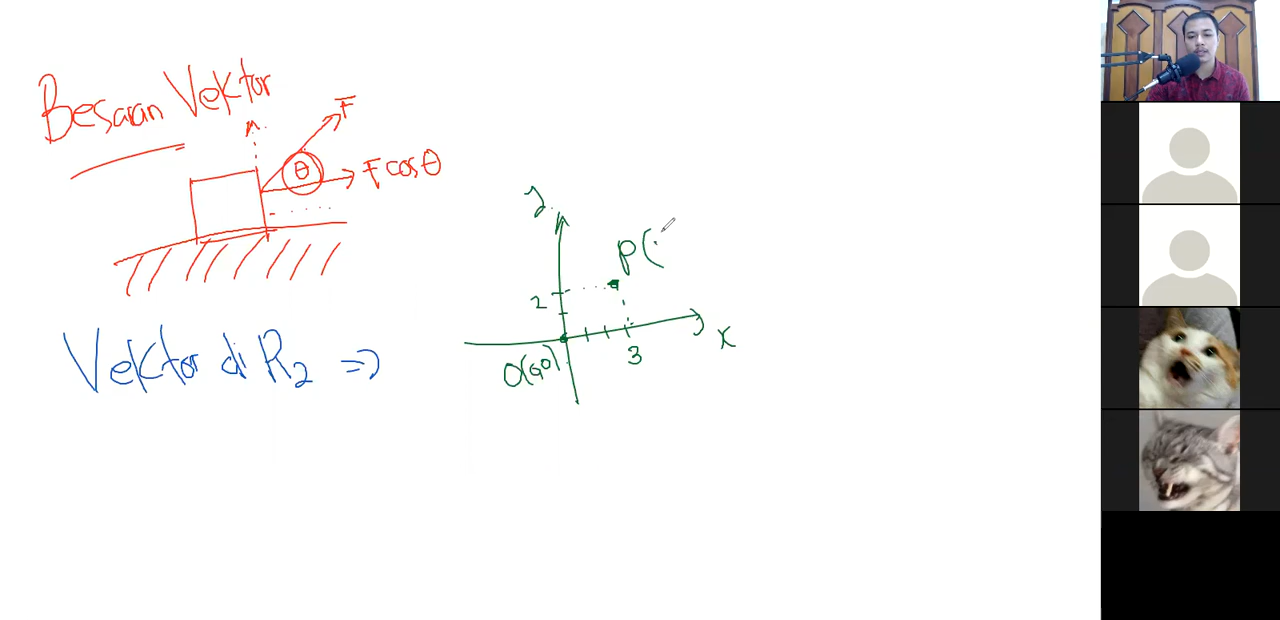 Besaran Vektor
F
θ
F cos θ
y
P(
2
x
3
O(0,0)
Vektor di R₂ ⇒